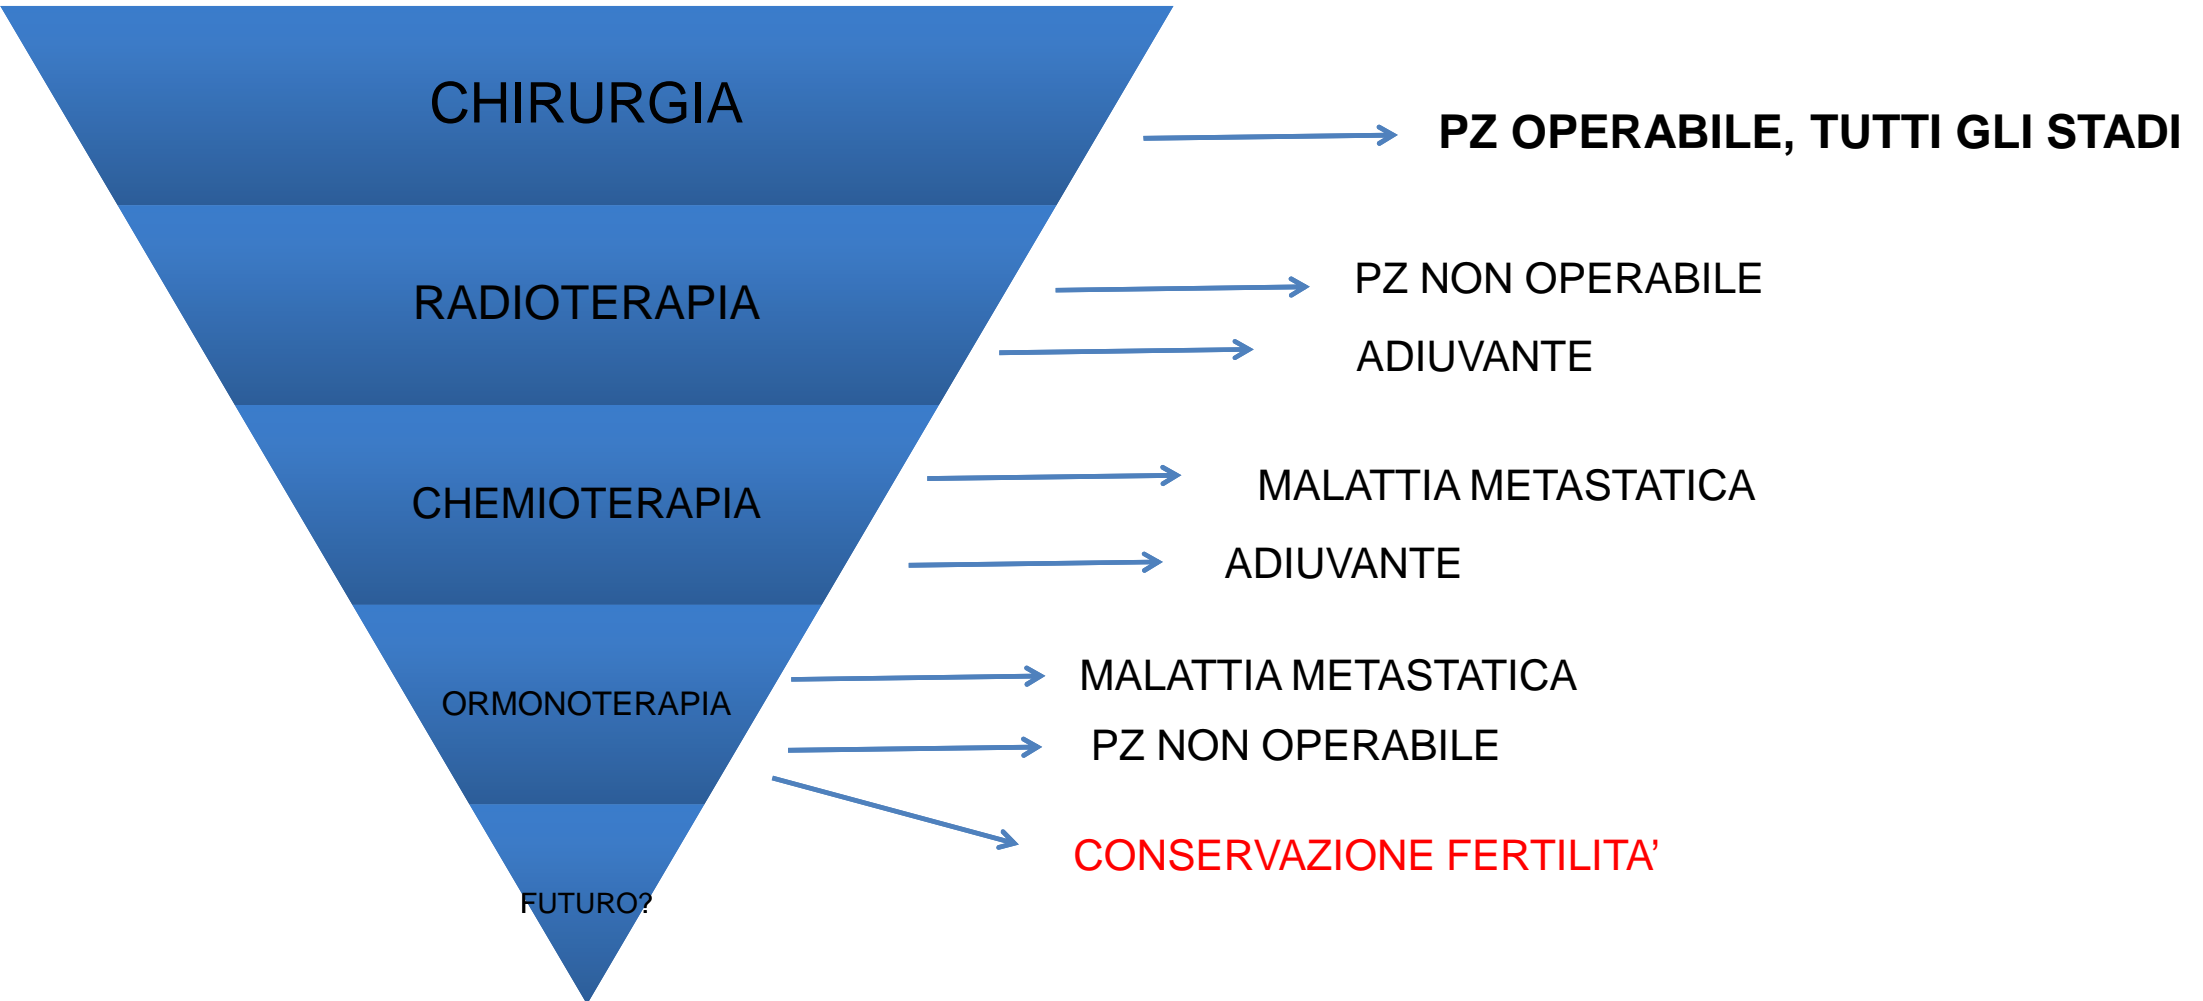 CHIRURGIA
PZ OPERABILE, TUTTI GLI STADI
RADIOTERAPIA
PZ NON OPERABILE
ADIUVANTE
CHEMIOTERAPIA
MALATTIA METASTATICA
ADIUVANTE
ORMONOTERAPIA
MALATTIA METASTATICA
PZ NON OPERABILE
CONSERVAZIONE FERTILITA’
FUTURO?